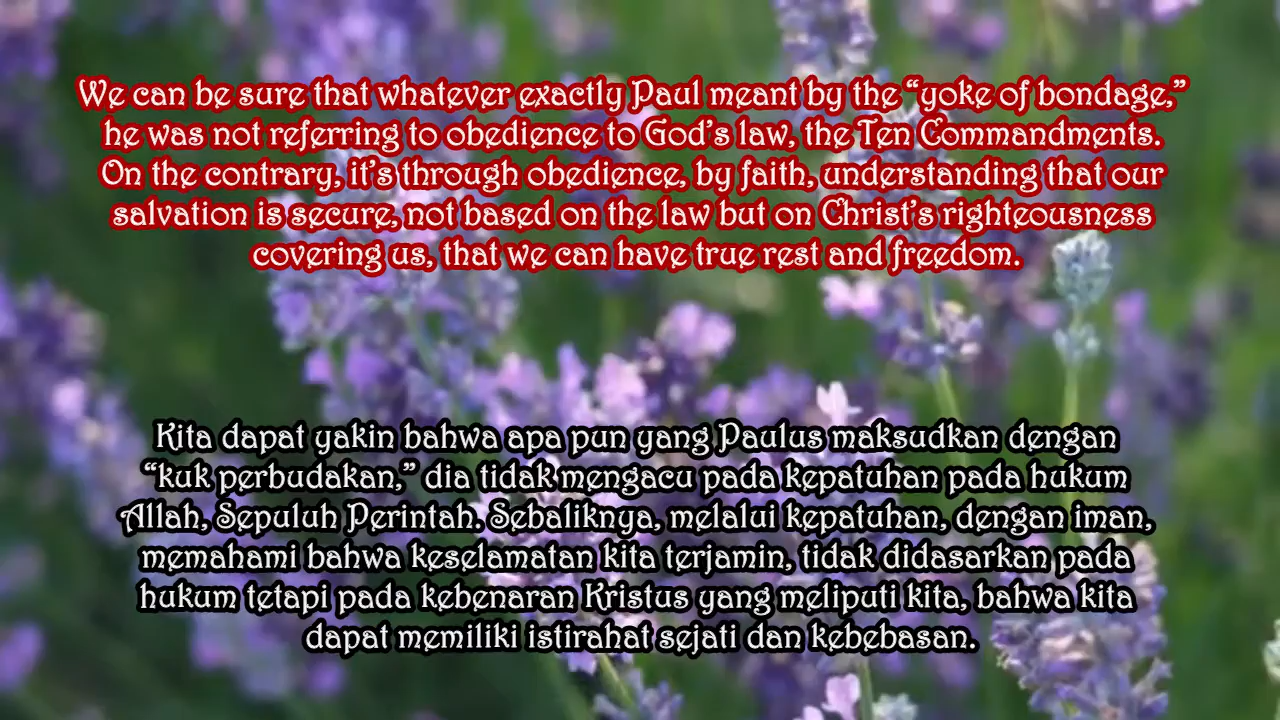 We can be sure that whatever exactly Paul meant by the “yoke of bondage,”
he was not referring to obedience to God’s law, the Ten Commandments.
On the contrary, it’s through obedience, by faith, understanding that our
salvation is secure, not based on the law but on Christ’s righteousness
covering us, that we can have true rest and freedom.
Kita dapat yakin bahwa apa pun yang Paulus maksudkan dengan
“kuk perbudakan,” dia tidak mengacu pada kepatuhan pada hukum
Allah, Sepuluh Perintah. Sebaliknya, melalui kepatuhan, dengan iman,
memahami bahwa keselamatan kita terjamin, tidak didasarkan pada
hukum tetapi pada kebenaran Kristus yang meliputi kita, bahwa kita
dapat memiliki istirahat sejati dan kebebasan.